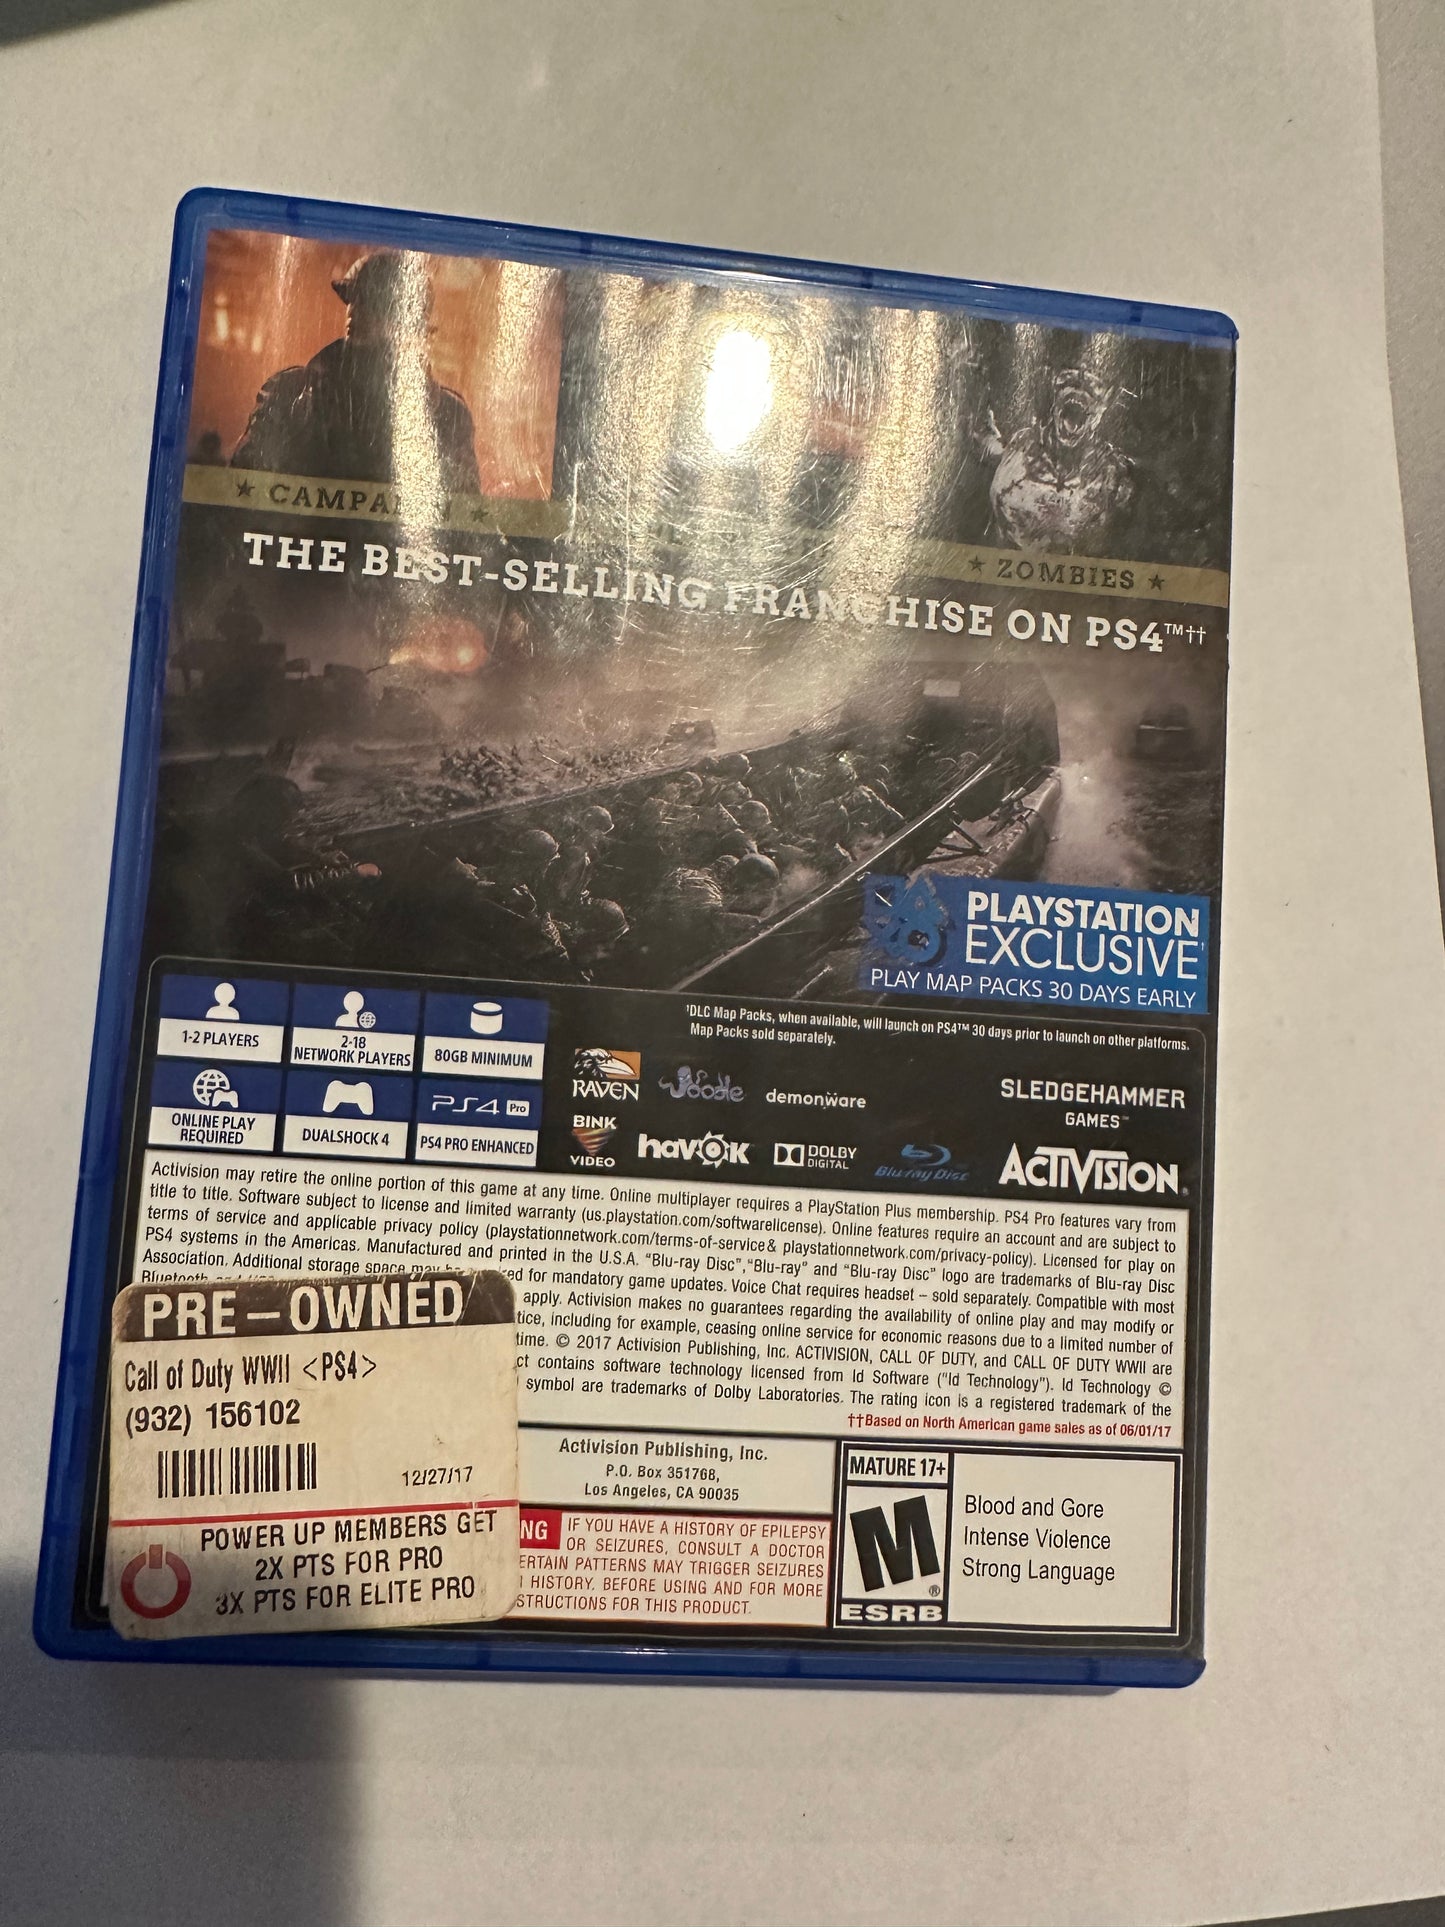 ★ CAMPA N ★
★ ZOMBIES ★
THE BEST-SELLING FRANCHISE ON PS4™††
PLAYSTATION
EXCLUSIVE†
PLAY MAP PACKS 30 DAYS EARLY
†DLC Map Packs, when available, will launch on PS4™ 30 days prior to launch on other platforms.
Map Packs sold separately.
1-2 PLAYERS
2-18
NETWORK PLAYERS
80GB MINIMUM
ONLINE PLAY
REQUIRED
DUALSHOCK 4
PS4 Pro
PS4 PRO ENHANCED
RAVEN
Oodle
demonware
SLEDGEHAMMER
GAMES™
BINK
VIDEO
havok
DOLBY
DIGITAL
Blu-ray Disc
ACTIVISION®
Activision may retire the online portion of this game at any time. Online multiplayer requires a PlayStation Plus membership. PS4 Pro features vary from
title to title. Software subject to license and limited warranty (us.playstation.com/softwarelicense). Online features require an account and are subject to
terms of service and applicable privacy policy (playstationnetwork.com/terms-of-service & playstationnetwork.com/privacy-policy). Licensed for play on
PS4 systems in the Americas. Manufactured and printed in the U.S.A. “Blu-ray Disc”, “Blu-ray” and “Blu-ray Disc” logo are trademarks of Blu-ray Disc
Association. Additional storage space may be red for mandatory game updates. Voice Chat requires headset – sold separately. Compatible with most
Bluetooth apply. Activision makes no guarantees regarding the availability of online play and may modify or
tice, including for example, ceasing online service for economic reasons due to a limited number of
time. © 2017 Activision Publishing, Inc. ACTIVISION, CALL OF DUTY, and CALL OF DUTY WWII are
ct contains software technology licensed from Id Software ("Id Technology"). Id Technology ©
symbol are trademarks of Dolby Laboratories. The rating icon is a registered trademark of the
††Based on North American game sales as of 06/01/17
PRE-OWNED
Call of Duty WWII <PS4>
(932) 156102
12/27/17
POWER UP MEMBERS GET
2X PTS FOR PRO
3X PTS FOR ELITE PRO
Activision Publishing, Inc.
P.O. Box 351768,
Los Angeles, CA 90035
NG IF YOU HAVE A HISTORY OF EPILEPSY
OR SEIZURES, CONSULT A DOCTOR
ERTAIN PATTERNS MAY TRIGGER SEIZURES
HISTORY. BEFORE USING AND FOR MORE
STRUCTIONS FOR THIS PRODUCT.
MATURE 17+
M®
ESRB
Blood and Gore
Intense Violence
Strong Language